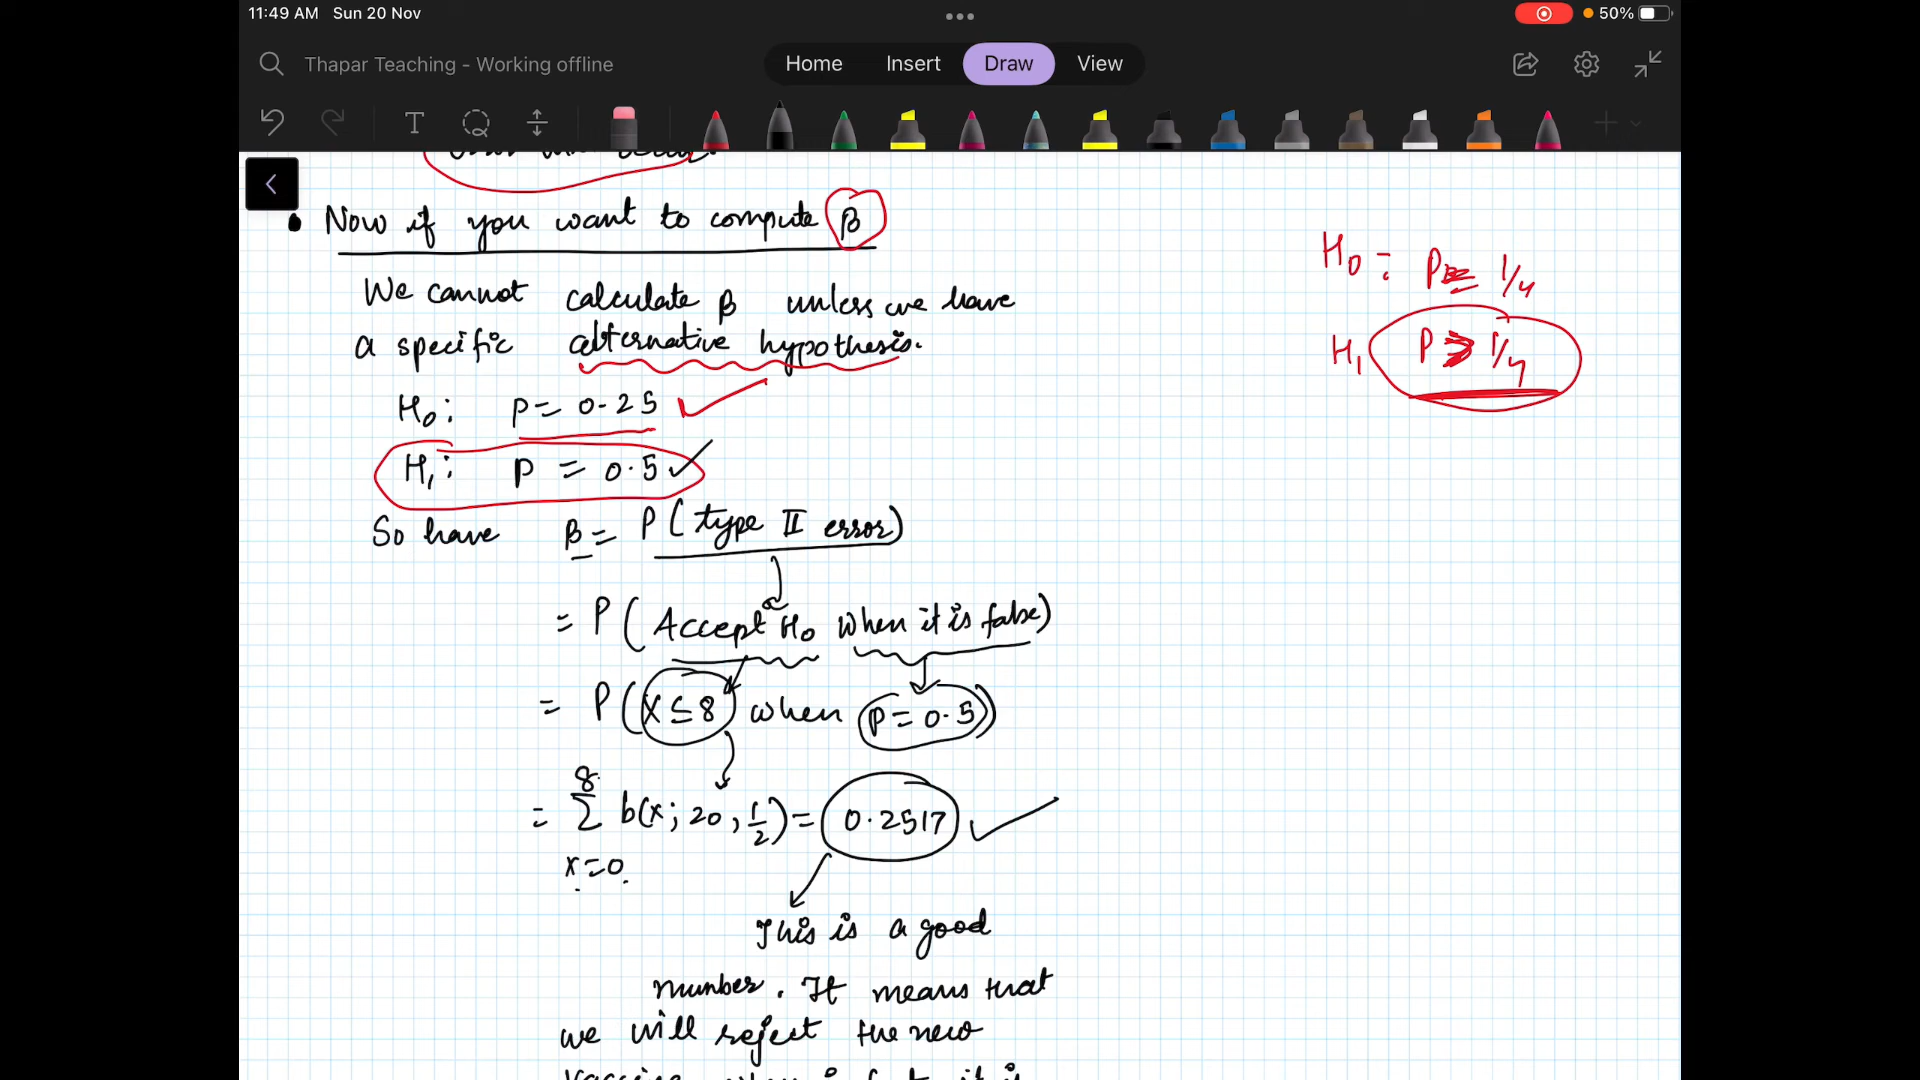 11:49 AM Sun 20 Nov
50%
Thapar Teaching - Working offline
Home Insert Draw View
T
Now if you want to compute β
We cannot calculate β unless we have
a specific alternative hypothesis.
H0: p = 0.25
H1: p = 0.5
So have β = P(type II error)
= P(Accept H0 when it is false)
= P(X ≤ 8 when p = 0.5)
8
= Σ b(x; 20, 1/2) = 0.2517
x=0
This is a good
number. It means that
we will reject the new
H0: P = 1/4
H1 P > 1/4